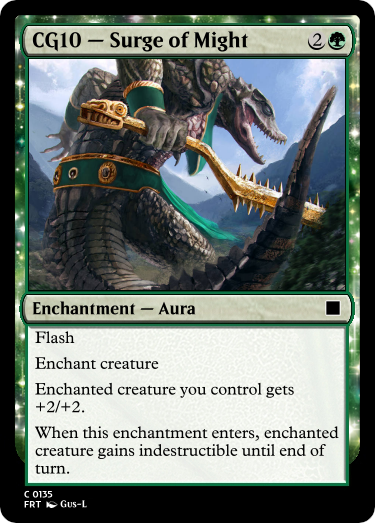 CG10 — Surge of Might 2
Enchantment — Aura
Flash
Enchant creature
Enchanted creature you control gets
+2/+2.
When this enchantment enters, enchanted
creature gains indestructible until end of
turn.
C 0135
FRT Gus-L